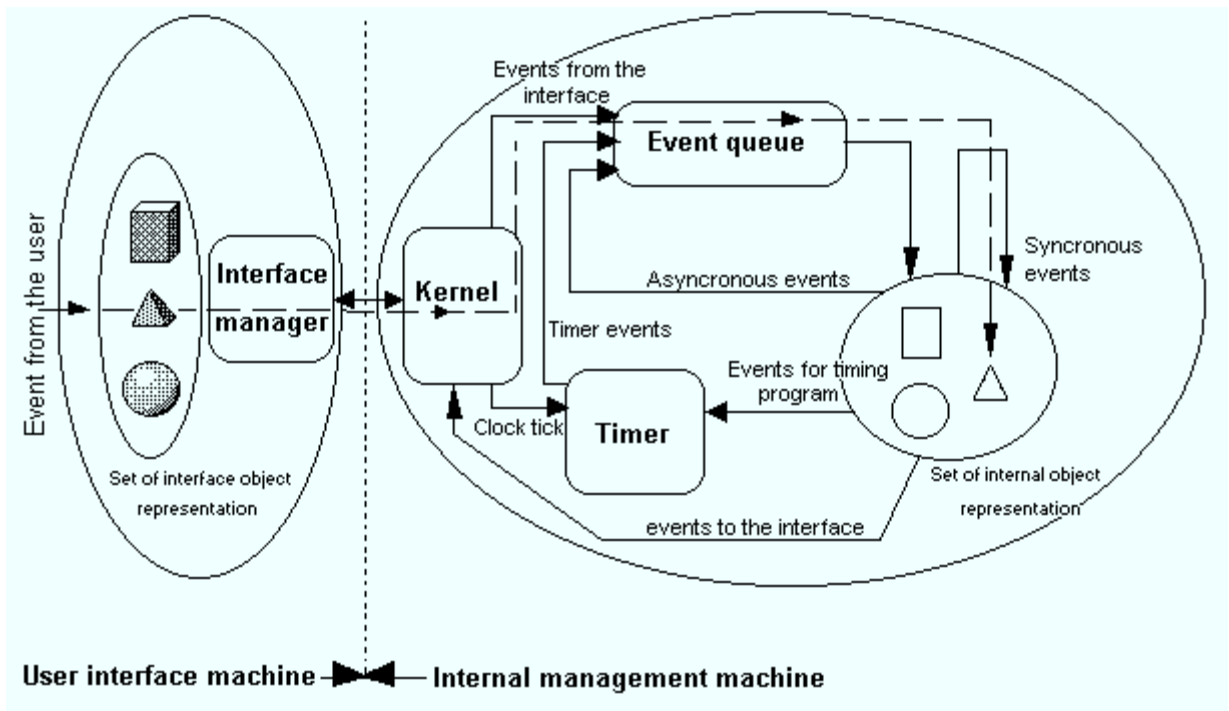 Event from the user
Interface
manager
Set of interface object
representation
Events from the
interface
Event queue
Kernel
Asyncronous events
Syncronous
events
Timer events
Events for timing
program
Clock tick
Timer
Set of internal object
representation
events to the interface
User interface machine
Internal management machine